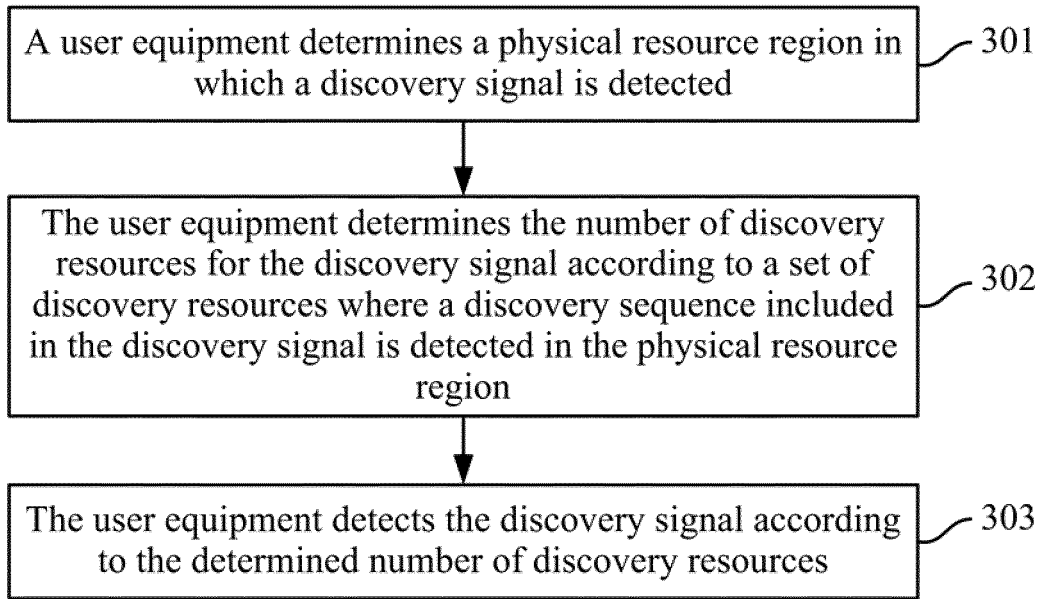 A user equipment determines a physical resource region in
which a discovery signal is detected
301
The user equipment determines the number of discovery
resources for the discovery signal according to a set of
discovery resources where a discovery sequence included
in the discovery signal is detected in the physical resource
region
302
The user equipment detects the discovery signal according
to the determined number of discovery resources
303